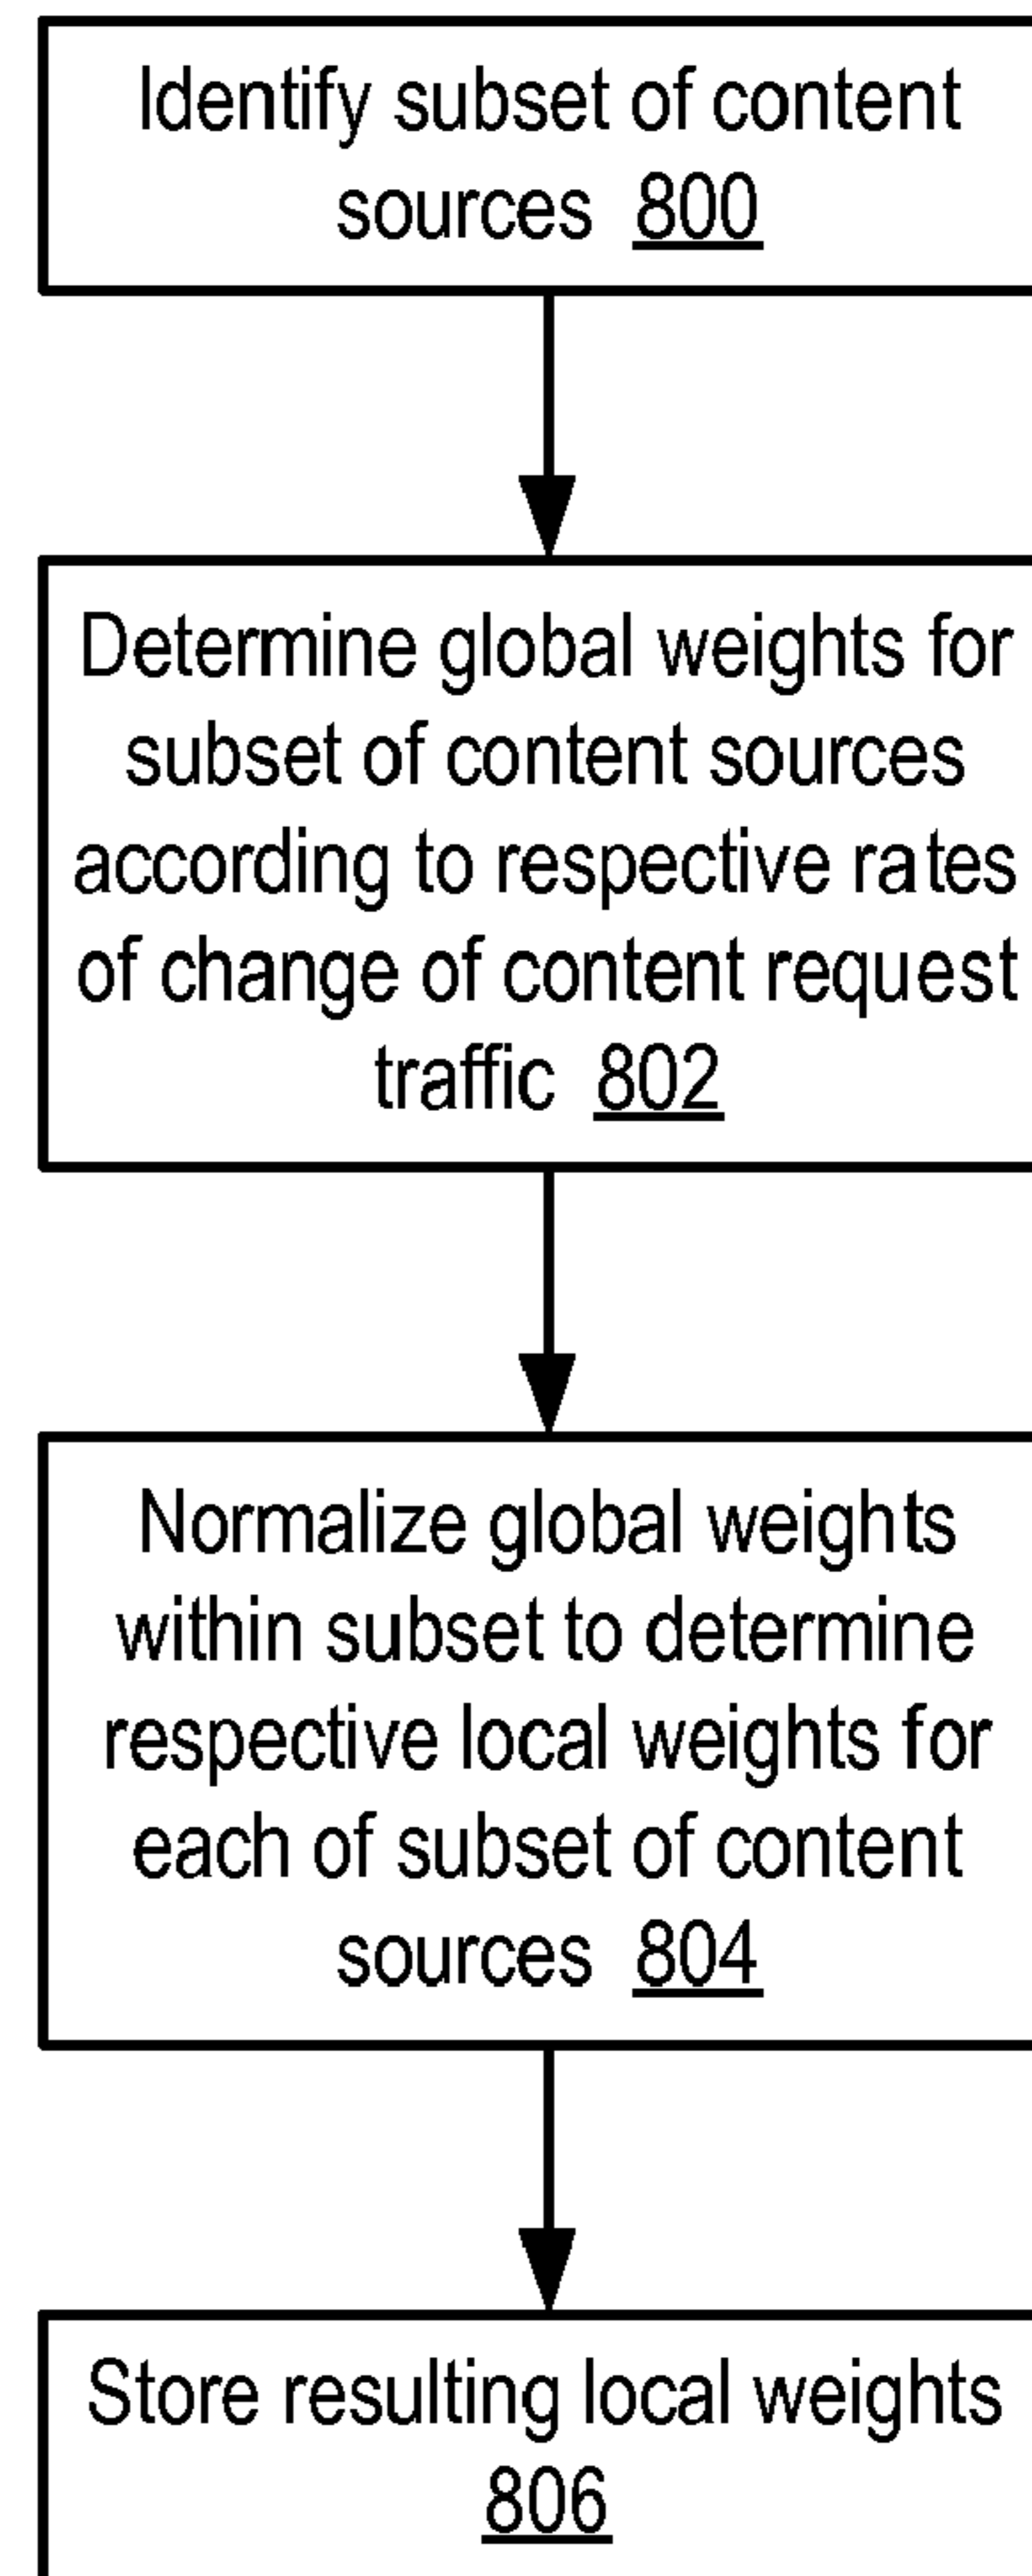 Identify subset of content
sources 800
Determine global weights for
subset of content sources
according to respective rates
of change of content request
traffic 802
Normalize global weights
within subset to determine
respective local weights for
each of subset of content
sources 804
Store resulting local weights
806